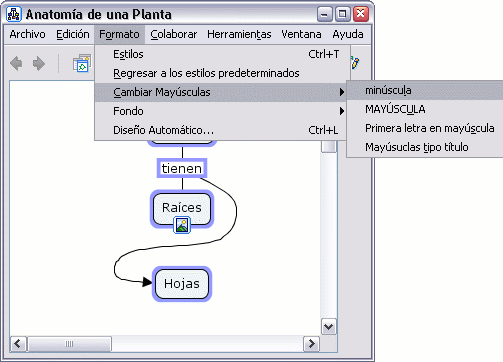 Anatomía de una Planta
Archivo Edición Formato Colaborar Herramientas Ventana Ayuda
Estilos Ctrl+T
Regresar a los estilos predeterminados
Cambiar Mayúsculas
Fondo
Diseño Automático... Ctrl+L
minúscula
MAYÚSCULA
Primera letra en mayúscula
Mayúsuclas tipo título
tienen
Raíces
Hojas